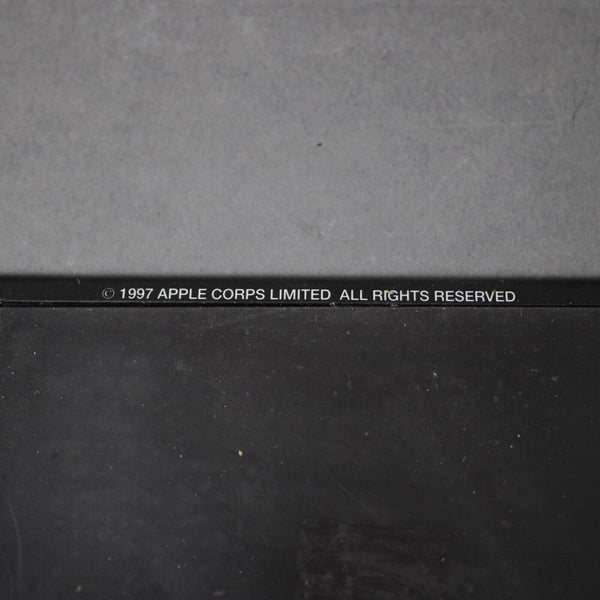 © 1997 APPLE CORPS LIMITED ALL RIGHTS RESERVED